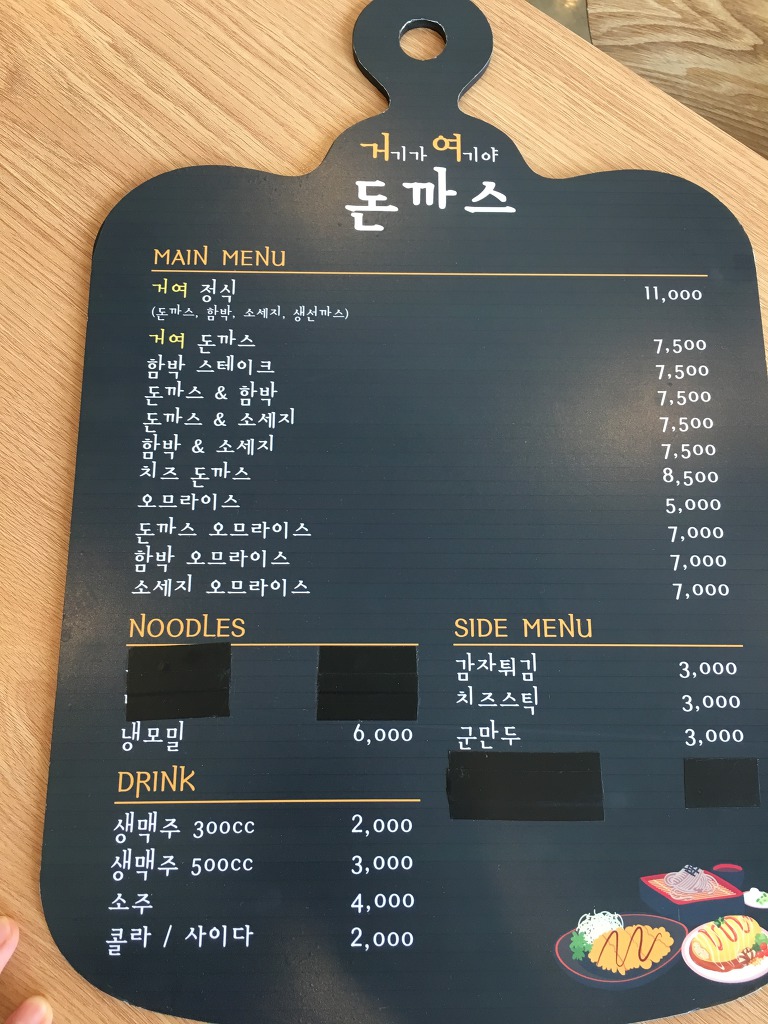 거기가 여기야
돈까스
MAIN MENU
거여 정식 11,000
(돈까스, 함박, 소세지, 생선까스)
거여 돈까스 7,500
함박 스테이크 7,500
돈까스 & 함박 7,500
돈까스 & 소세지 7,500
함박 & 소세지 7,500
치즈 돈까스 8,500
오므라이스 5,000
돈까스 오므라이스 7,000
함박 오므라이스 7,000
소세지 오므라이스 7,000
NOODLES
냉모밀 6,000
SIDE MENU
감자튀김 3,000
치즈스틱 3,000
군만두 3,000
DRINK
생맥주 300cc 2,000
생맥주 500cc 3,000
소주 4,000
콜라 / 사이다 2,000